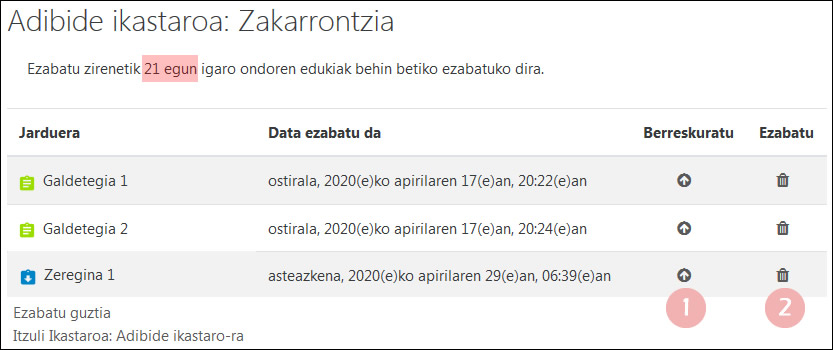 Adibide ikastaroa: Zakarrontzia
Ezabatu zirenetik 21 egun igaro ondoren edukiak behin betiko ezabatuko dira.
Jarduera Data ezabatu da Berreskuratu Ezabatu
Galdetegia 1 ostirala, 2020(e)ko apirilaren 17(e)an, 20:22(e)an
Galdetegia 2 ostirala, 2020(e)ko apirilaren 17(e)an, 20:24(e)an
Zeregina 1 asteazkena, 2020(e)ko apirilaren 29(e)an, 06:39(e)an
1 2
Ezabatu guztia
Itzuli Ikastaroa: Adibide ikastaro-ra